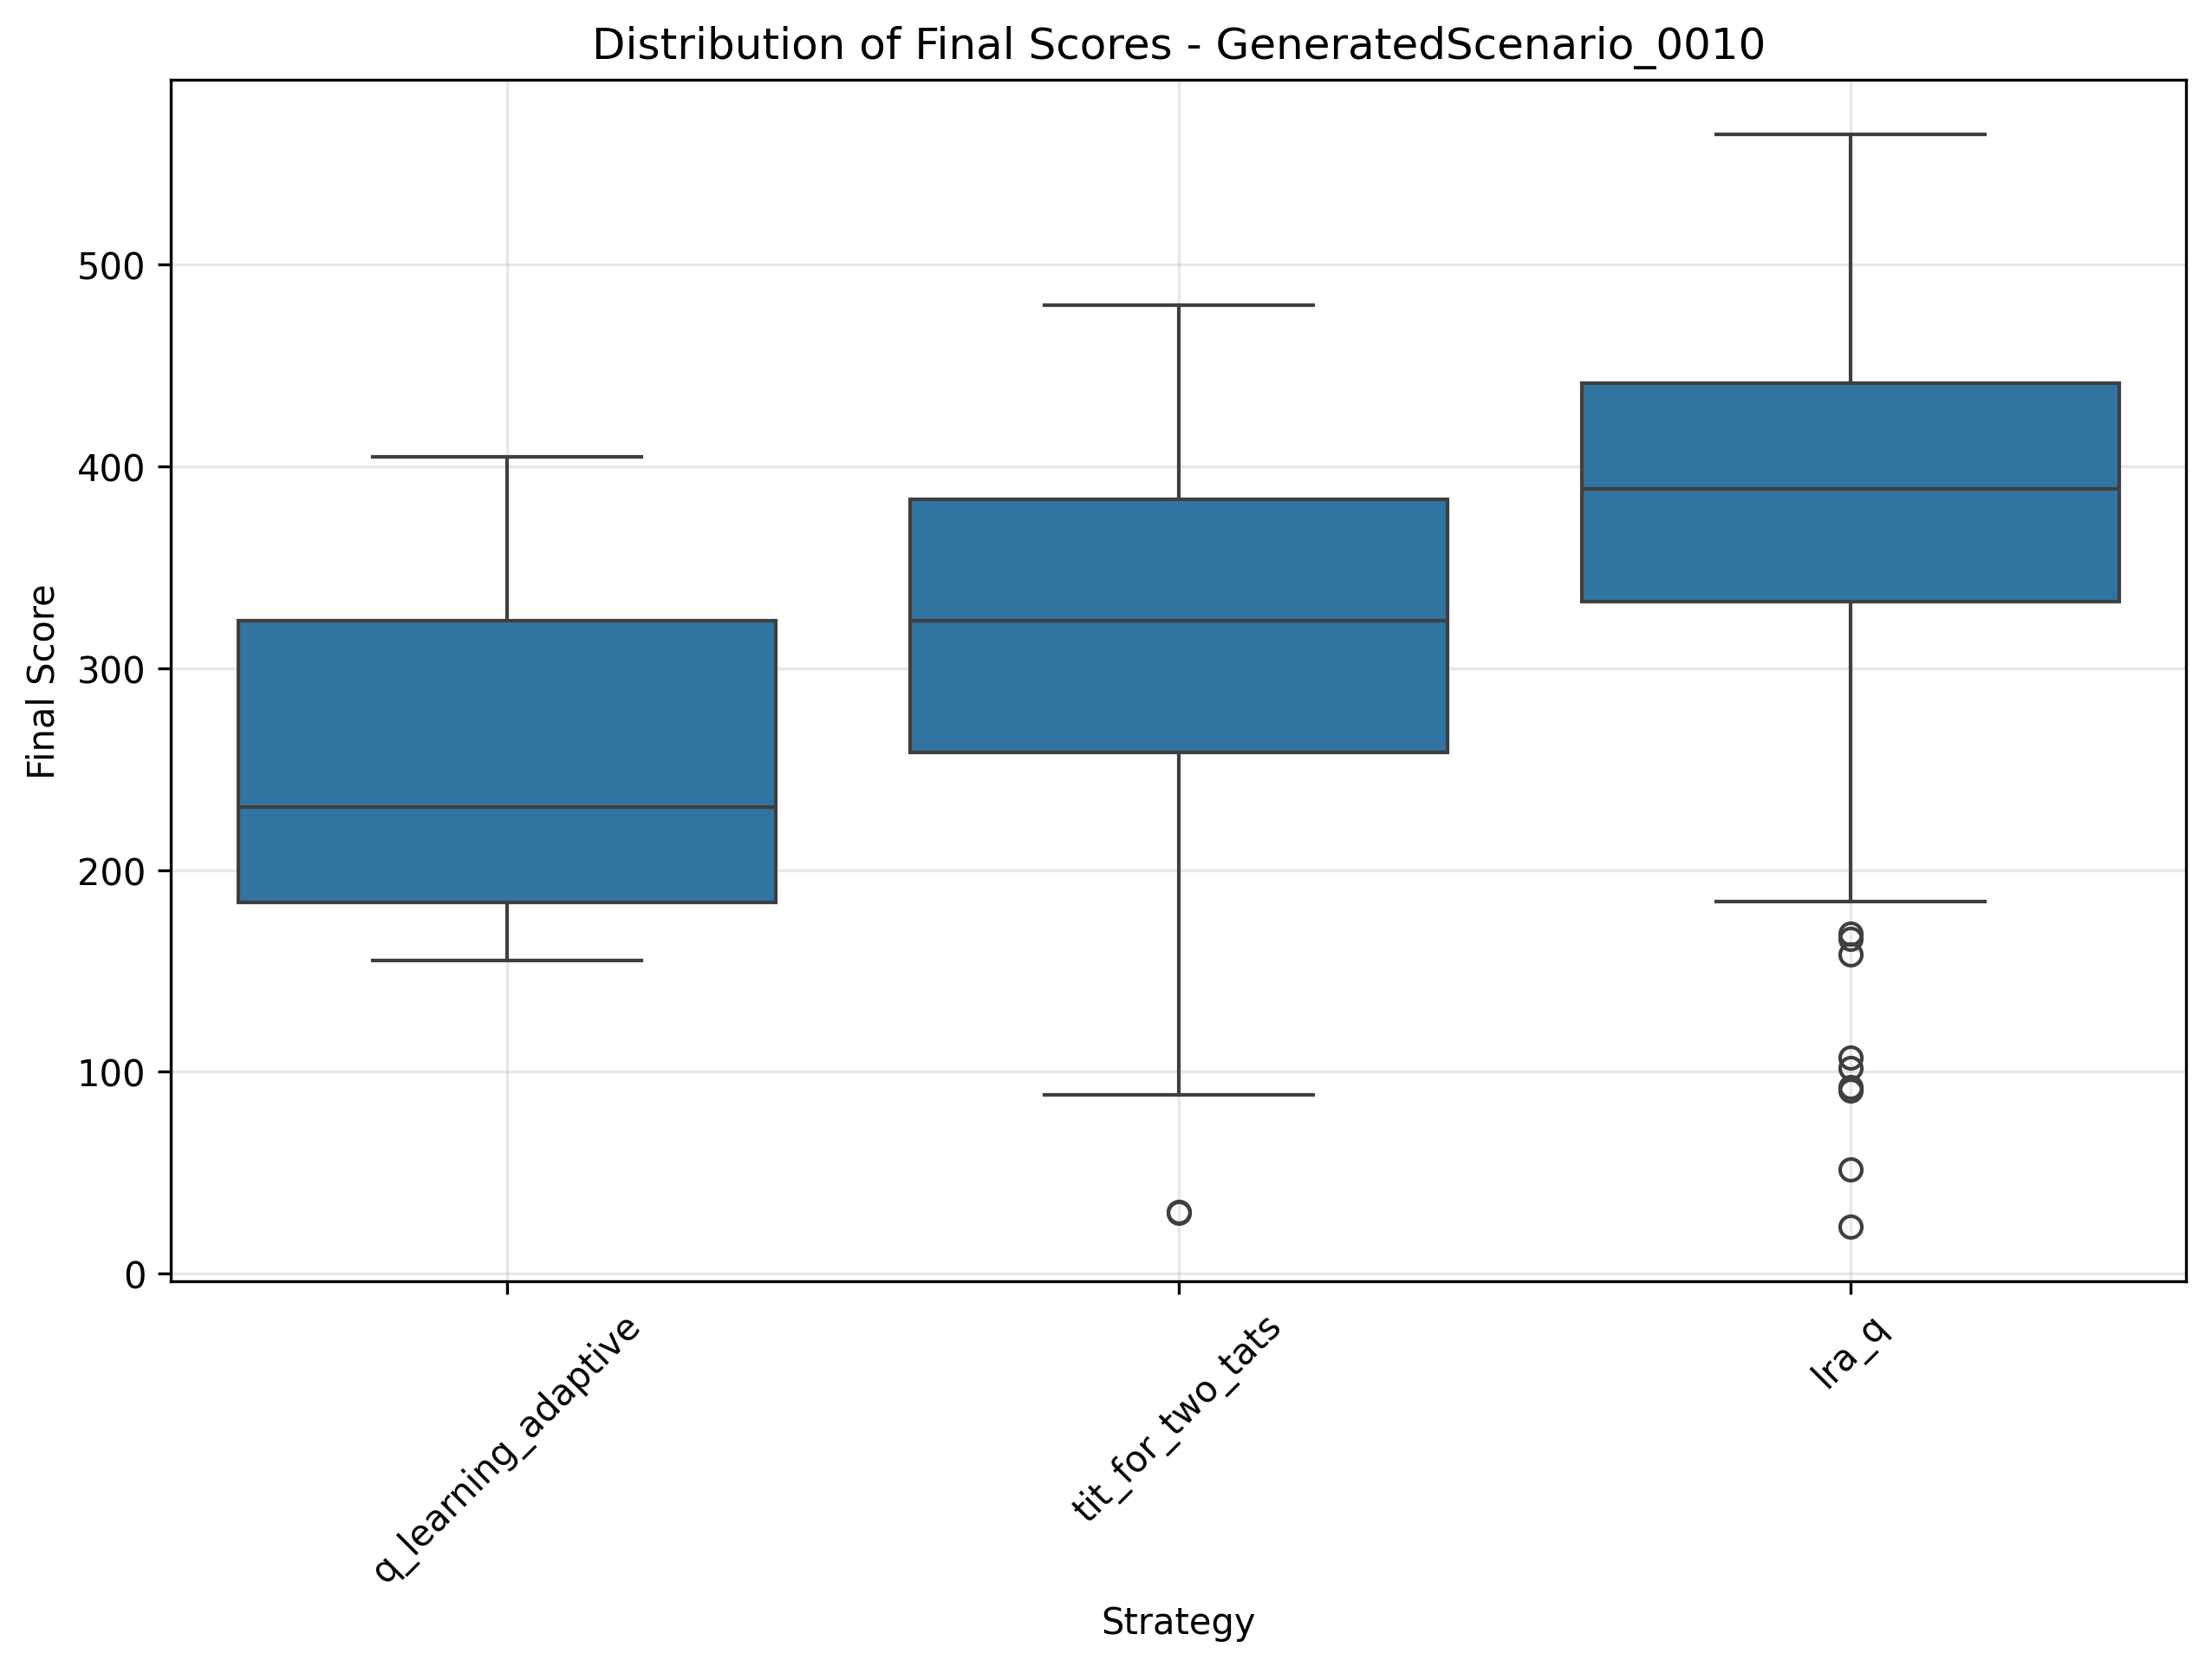 Distribution of Final Scores - GeneratedScenario_0010
Final Score
500
400
300
200
100
0
q_learning_adaptive
tit_for_two_tats
lra_q
Strategy